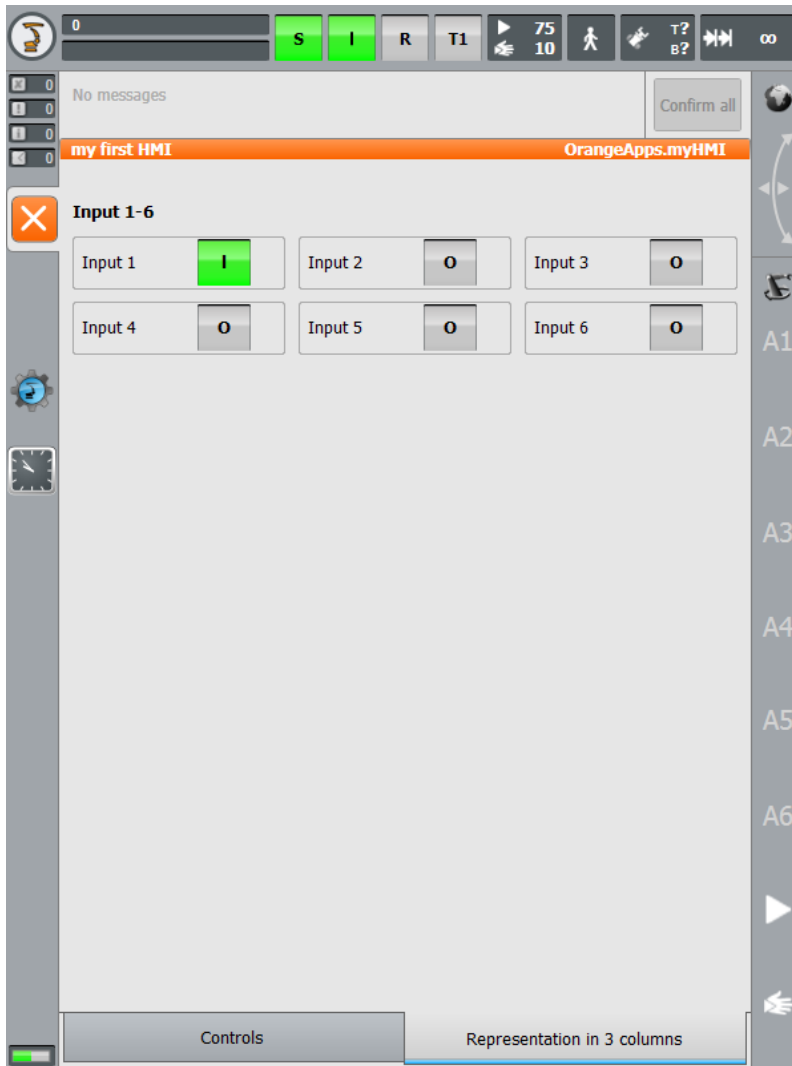 0
S I R T1 75 10 T? B? ∞
0
0
0
0
No messages
Confirm all
my first HMI OrangeApps.myHMI
Input 1-6
Input 1 I Input 2 O Input 3 O
Input 4 O Input 5 O Input 6 O
A1
A2
A3
A4
A5
A6
Controls Representation in 3 columns